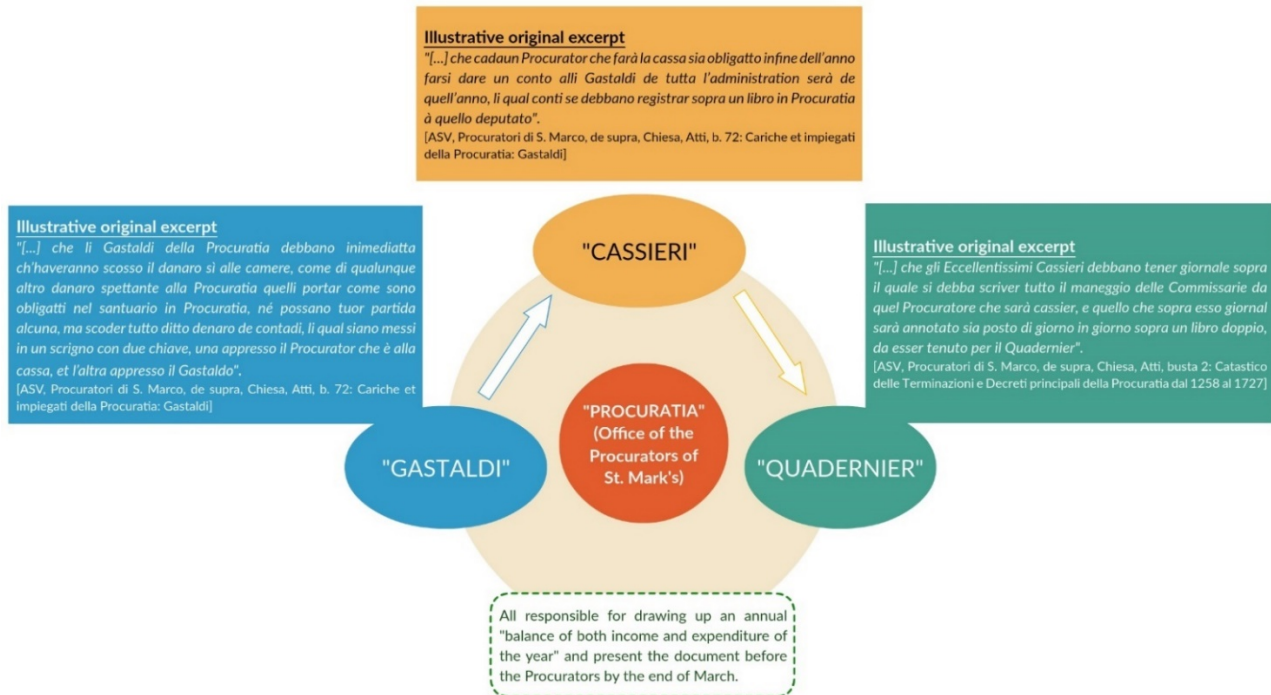 Illustrative original excerpt
"[...] che cadaun Procurator che farà la cassa sia obligatto infine dell'anno
farsi dare un conto alli Gastaldi de tutta l'administration serà de
quell'anno, li qual conti se debbano registrar sopra un libro in Procuratia
à quello deputato".
[ASV, Procuratori di S. Marco, de supra, Chiesa, Atti, b. 72: Cariche et impiegati
della Procuratia: Gastaldi]
Illustrative original excerpt
"[...] che li Gastaldi della Procuratia debbano inimediatta
ch'haveranno scosso il danaro sì alle camere, come di qualunque
altro danaro spettante alla Procuratia quelli portar come sono
obligatti nel santuario in Procuratia, né possano tuor partida
alcuna, ma scoder tutto ditto denaro de contadi, li qual siano messi
in un scrigno con due chiave, una appresso il Procurator che è alla
cassa, et l'altra appresso il Gastaldo".
[ASV, Procuratori di S. Marco, de supra, Chiesa, Atti, b. 72: Cariche et
impiegati della Procuratia: Gastaldi]
"CASSIERI"
Illustrative original excerpt
"[...] che gli Eccellentissimi Cassieri debbano tener giornale sopra
il quale si debba scriver tutto il maneggio delle Commissarie da
quel Procuratore che sarà cassier, e quello che sopra esso giornal
sarà annotato sia posto di giorno in giorno sopra un libro doppio,
da esser tenuto per il Quadernier".
[ASV, Procuratori di S. Marco, de supra, Chiesa, Atti, busta 2: Catastico
delle Terminazioni e Decreti principali della Procuratia dal 1258 al 1727]
"GASTALDI"
"PROCURATIA"
(Office of the
Procurators of
St. Mark's)
"QUADERNIER"
All responsible for drawing up an annual
"balance of both income and expenditure of
the year" and present the document before
the Procurators by the end of March.